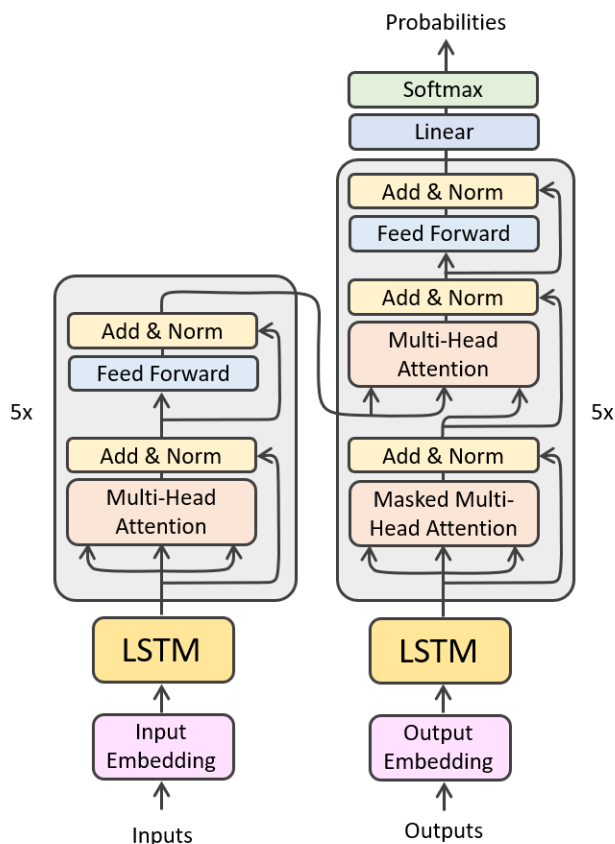 Probabilities
Softmax
Linear
Add & Norm
Feed Forward
Add & Norm
Multi-Head
Attention
Add & Norm
Masked Multi-
Head Attention
5x
LSTM
Output
Embedding
Outputs
Add & Norm
Feed Forward
5x
Add & Norm
Multi-Head
Attention
LSTM
Input
Embedding
Inputs